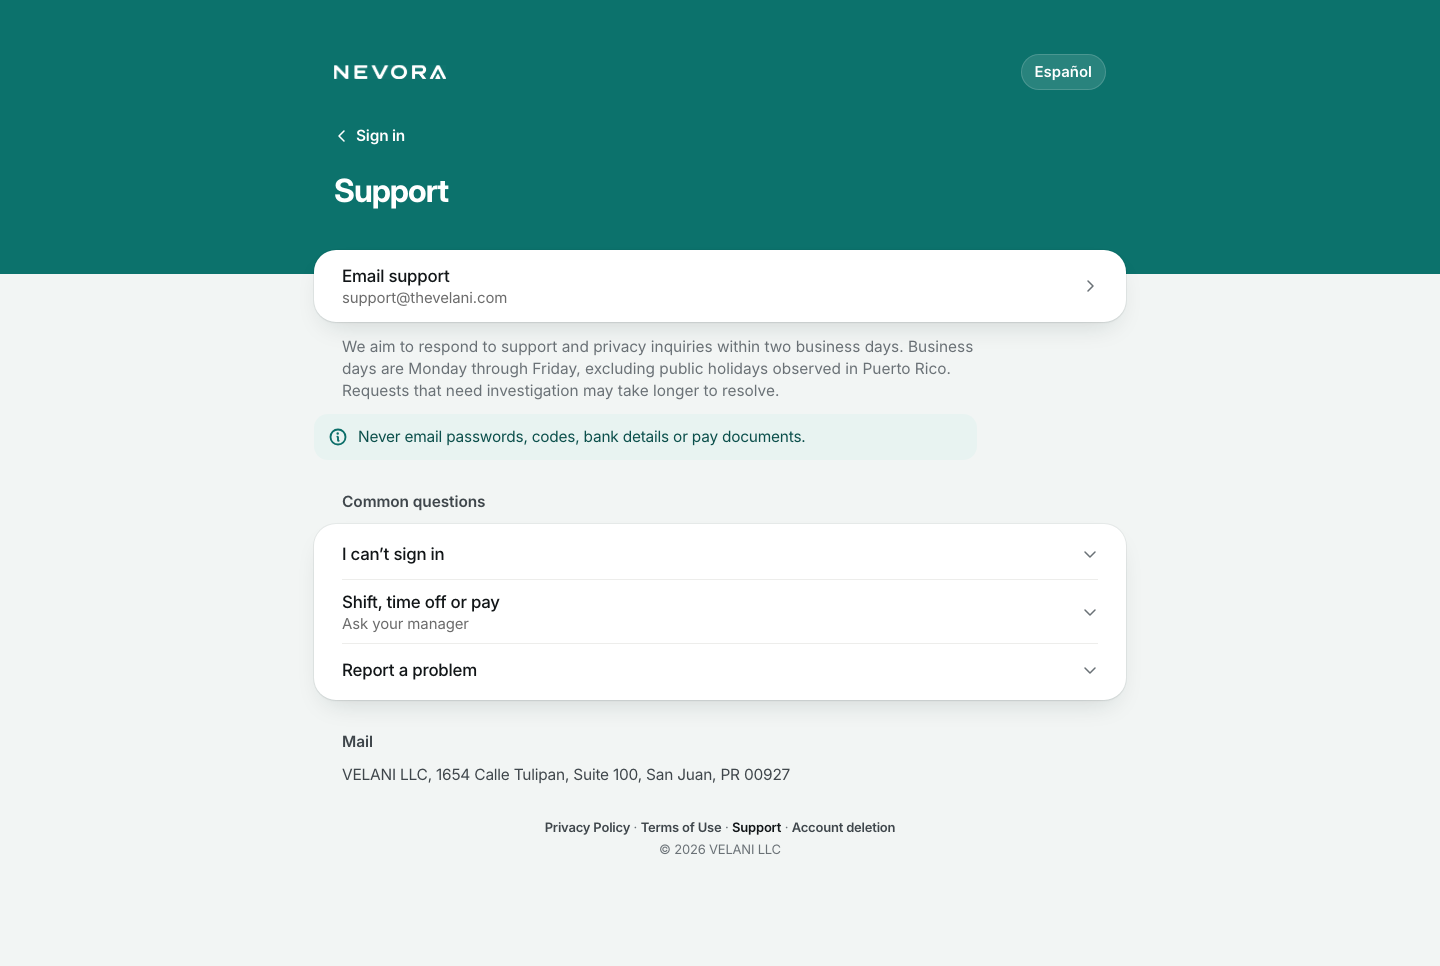 NEVORA
Español
Sign in
Support
Email support
support@thevelani.com
We aim to respond to support and privacy inquiries within two business days. Business
days are Monday through Friday, excluding public holidays observed in Puerto Rico.
Requests that need investigation may take longer to resolve.
Never email passwords, codes, bank details or pay documents.
Common questions
I can’t sign in
Shift, time off or pay
Ask your manager
Report a problem
Mail
VELANI LLC, 1654 Calle Tulipan, Suite 100, San Juan, PR 00927
Privacy Policy · Terms of Use · Support · Account deletion
© 2026 VELANI LLC